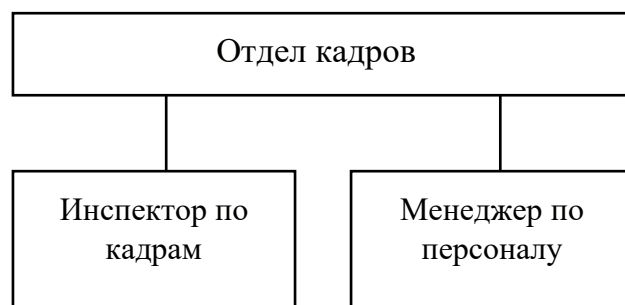 Отдел кадров
Инспектор по
кадрам
Менеджер по
персоналу